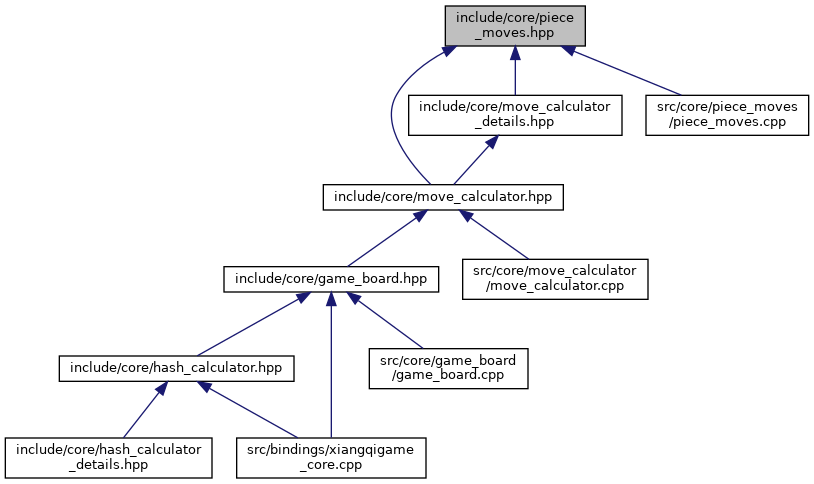 include/core/piece
_moves.hpp
include/core/move_calculator
_details.hpp
src/core/piece_moves
/piece_moves.cpp
include/core/move_calculator.hpp
include/core/game_board.hpp
src/core/move_calculator
/move_calculator.cpp
include/core/hash_calculator.hpp
src/core/game_board
/game_board.cpp
include/core/hash_calculator
_details.hpp
src/bindings/xiangqigame
_core.cpp